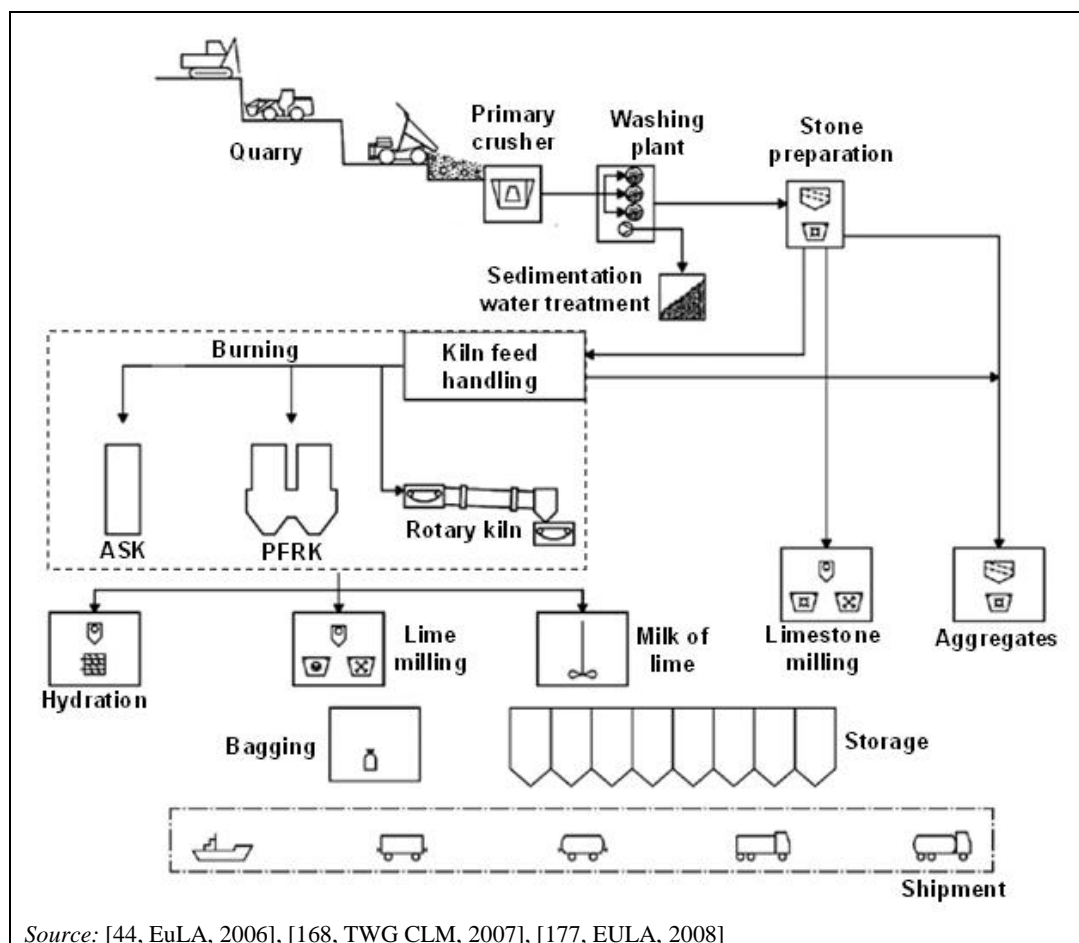 Quarry
Primary
crusher
Washing
plant
Stone
preparation
Sedimentation
water treatment
Burning
Kiln feed
handling
ASK
PFRK
Rotary kiln
Hydration
Lime
milling
Milk of
lime
Limestone
milling
Aggregates
Bagging
Storage
Shipment
Source: [44, EuLA, 2006], [168, TWG CLM, 2007], [177, EULA, 2008]